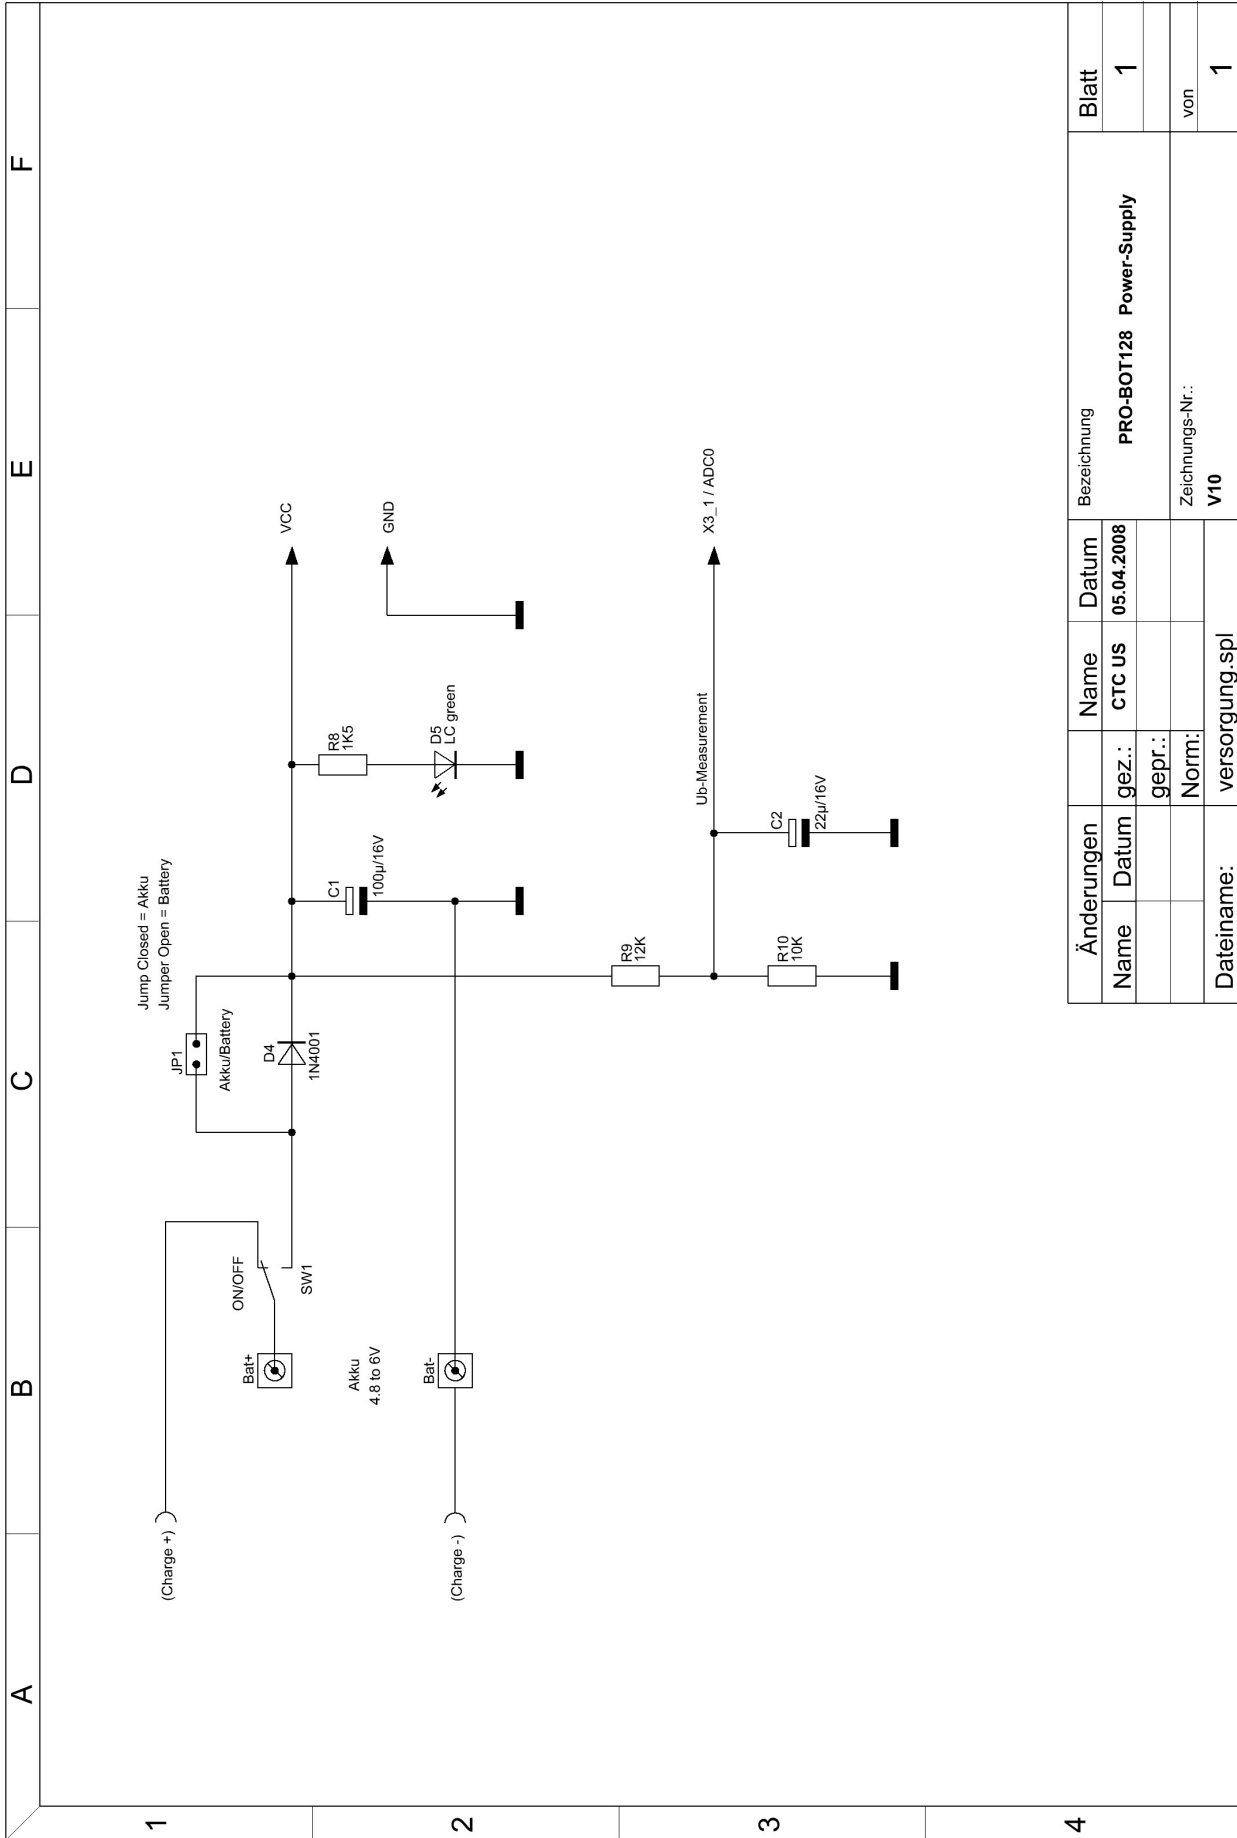 A
B
C
D
E
F
1
2
3
4
(Charge +)
(Charge -)
Bat+
Akku
4.8 to 6V
Bat-
ON/OFF
SW1
Jump Closed = Akku
Jumper Open = Battery
JP1
Akku/Battery
D4
1N4001
C1
100µ/16V
R8
1K5
D5
LC green
VCC
GND
R9
12K
R10
10K
C2
22µ/16V
Ub-Measurement
X3_1 / ADC0
Änderungen
Name Datum
Name Datum
gez.: CTC US 05.04.2008
gepr.:
Norm:
Dateiname: versorgung.spl
Bezeichnung
PRO-BOT128 Power-Supply
Zeichnungs-Nr.:
V10
Blatt
1
von
1